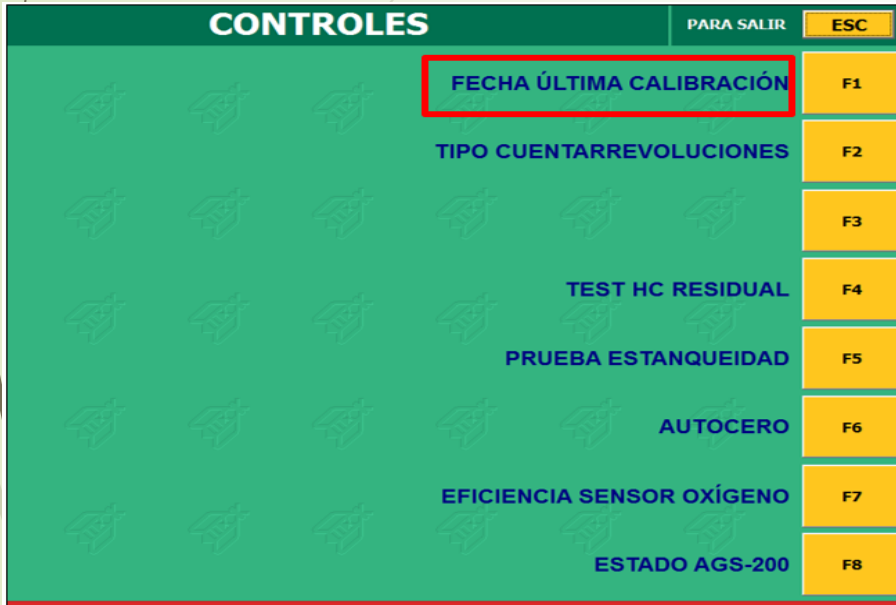 CONTROLES PARA SALIR ESC
FECHA ÚLTIMA CALIBRACIÓN F1
TIPO CUENTARREVOLUCIONES F2
F3
TEST HC RESIDUAL F4
PRUEBA ESTANQUEIDAD F5
AUTOCERO F6
EFICIENCIA SENSOR OXÍGENO F7
ESTADO AGS-200 F8